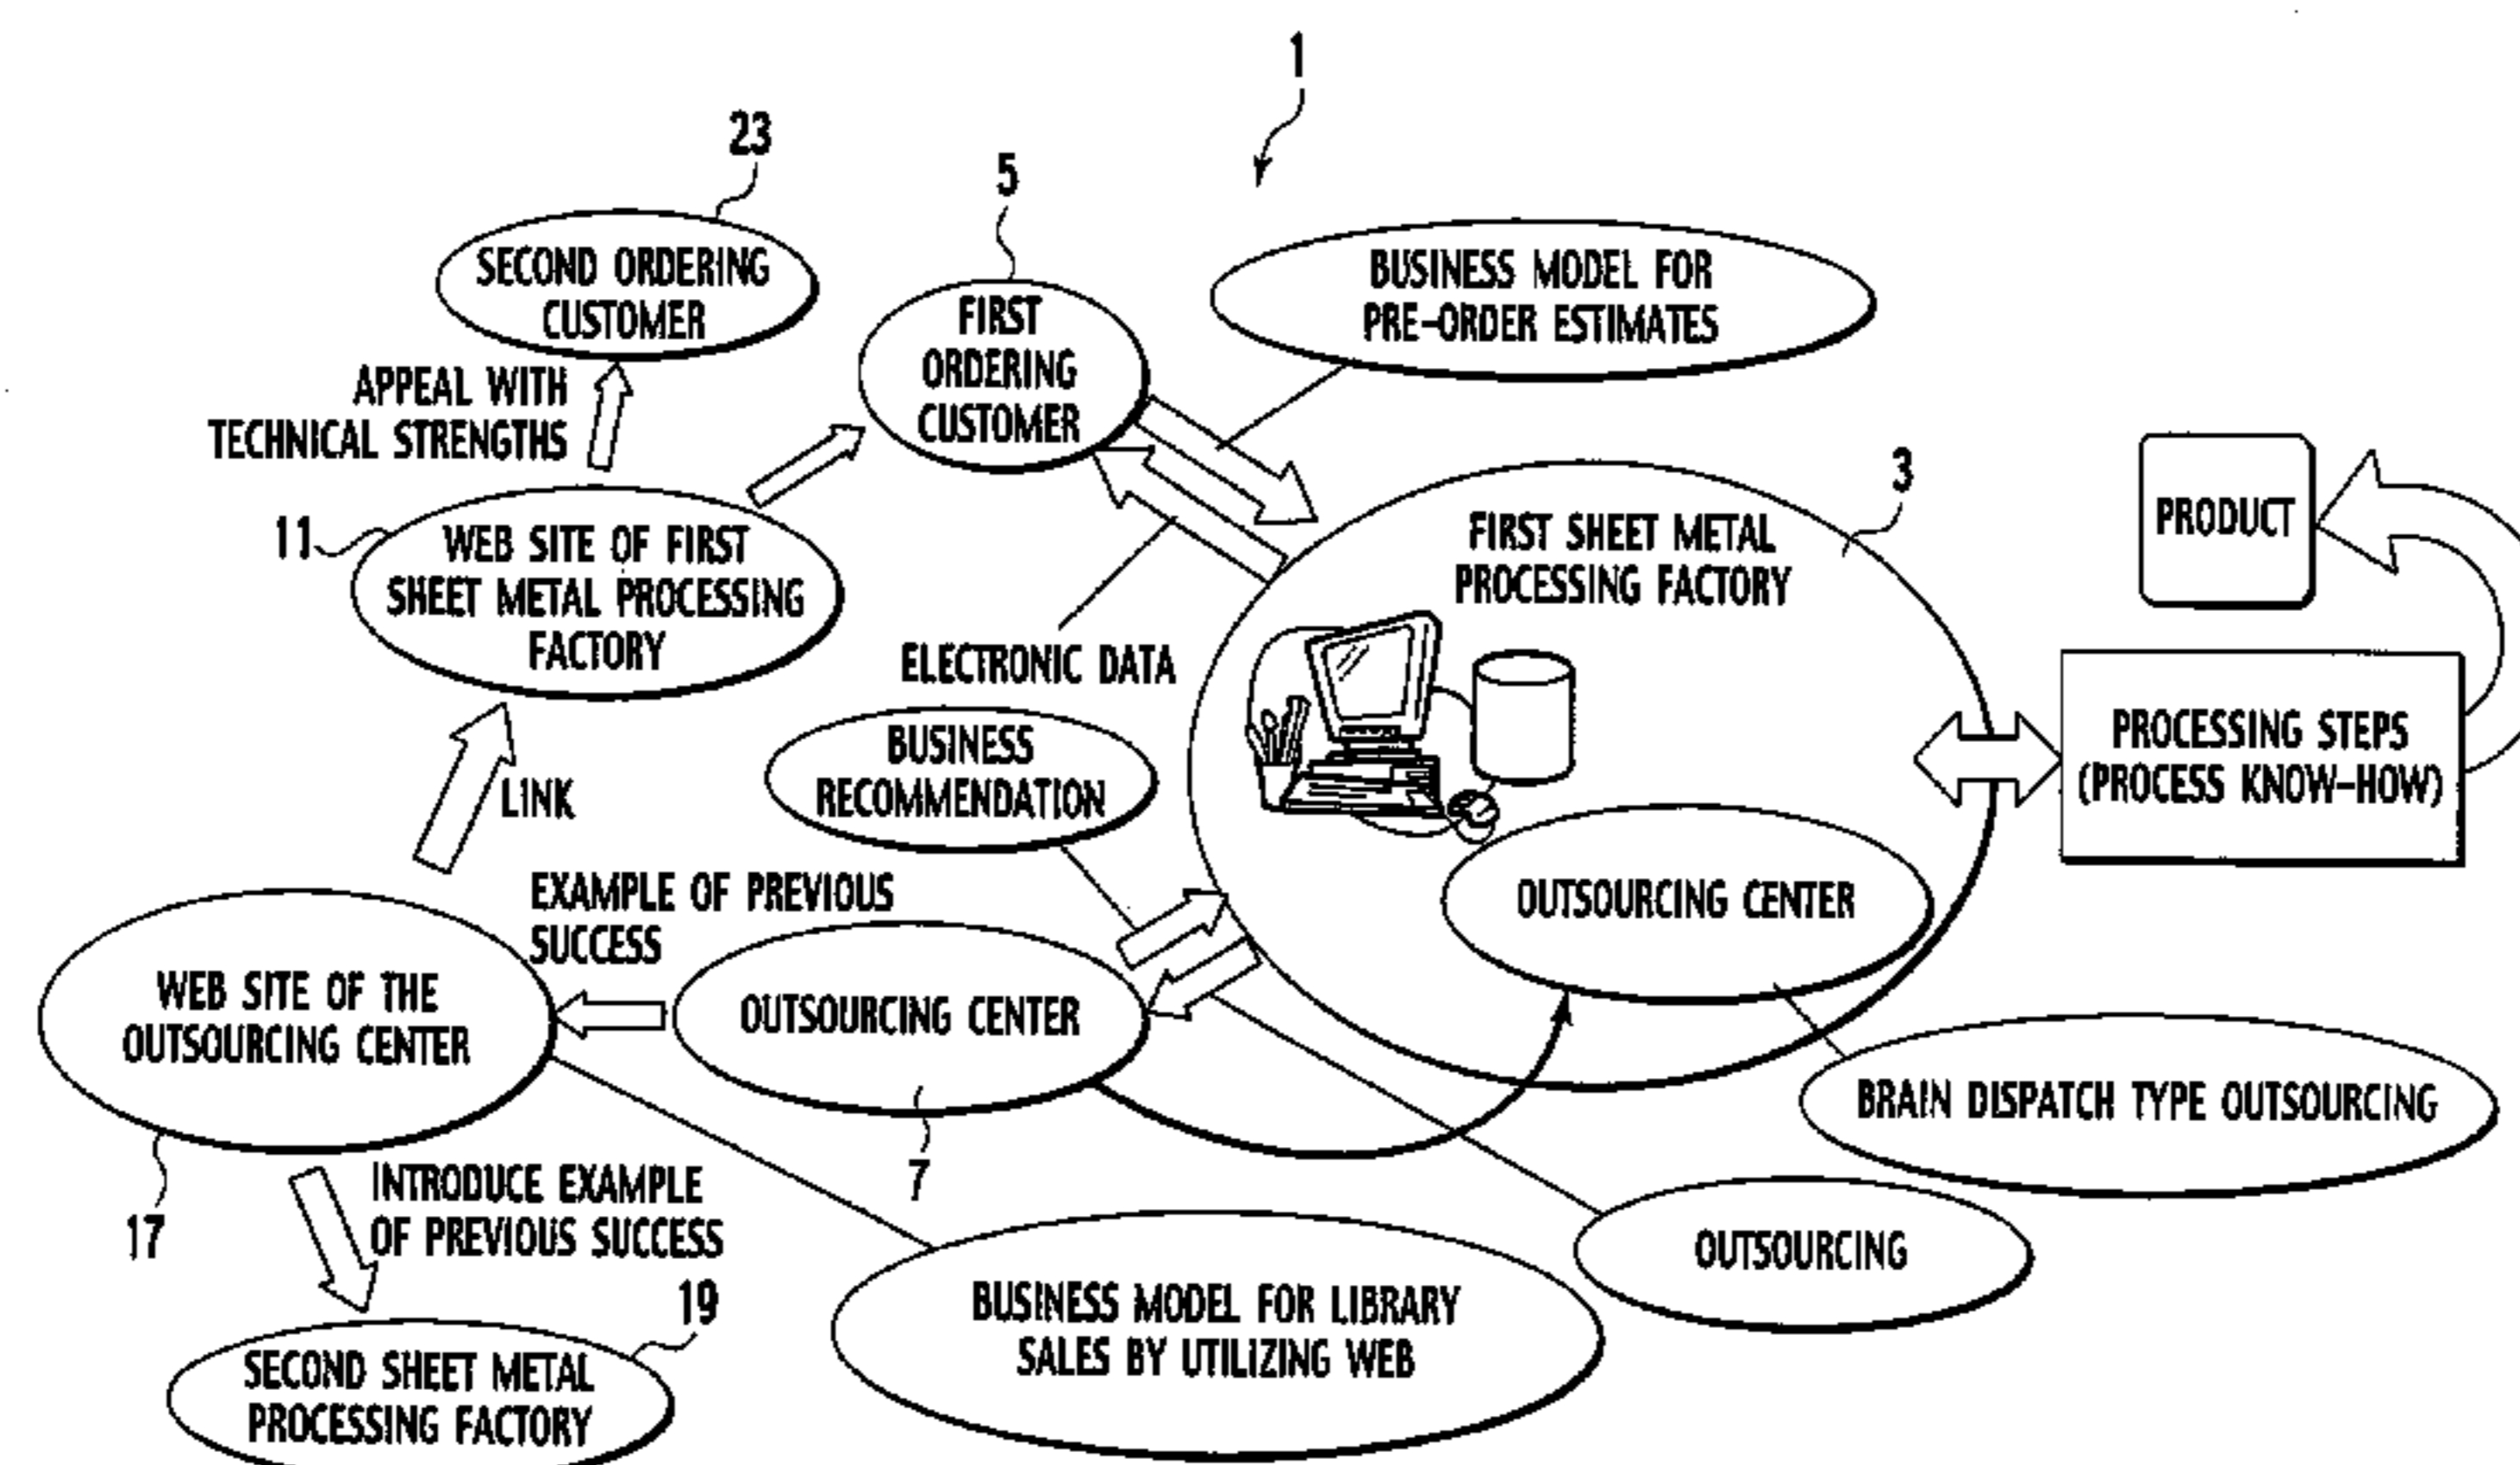 1
23
5
SECOND ORDERING
CUSTOMER
FIRST
ORDERING
CUSTOMER
BUSINESS MODEL FOR
PRE-ORDER ESTIMATES
APPEAL WITH
TECHNICAL STRENGTHS
11
WEB SITE OF FIRST
SHEET METAL PROCESSING
FACTORY
3
FIRST SHEET METAL
PROCESSING FACTORY
PRODUCT
ELECTRONIC DATA
BUSINESS
RECOMMENDATION
PROCESSING STEPS
(PROCESS KNOW-HOW)
LINK
EXAMPLE OF PREVIOUS
SUCCESS
OUTSOURCING CENTER
WEB SITE OF THE
OUTSOURCING CENTER
OUTSOURCING CENTER
BRAIN DISPATCH TYPE OUTSOURCING
7
17
INTRODUCE EXAMPLE
OF PREVIOUS SUCCESS
OUTSOURCING
19
BUSINESS MODEL FOR LIBRARY
SALES BY UTILIZING WEB
SECOND SHEET METAL
PROCESSING FACTORY